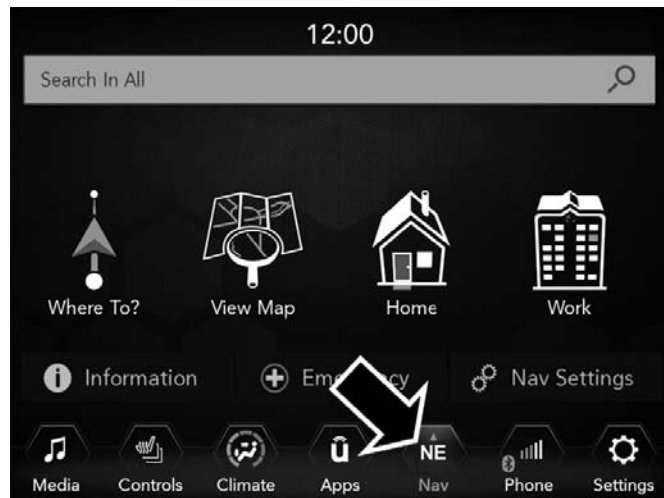 12:00
Search In All
Where To?
View Map
Home
Work
i Information
Emergency
Nav Settings
û
NE
Media
Controls
Climate
Apps
Nav
Phone
Settings